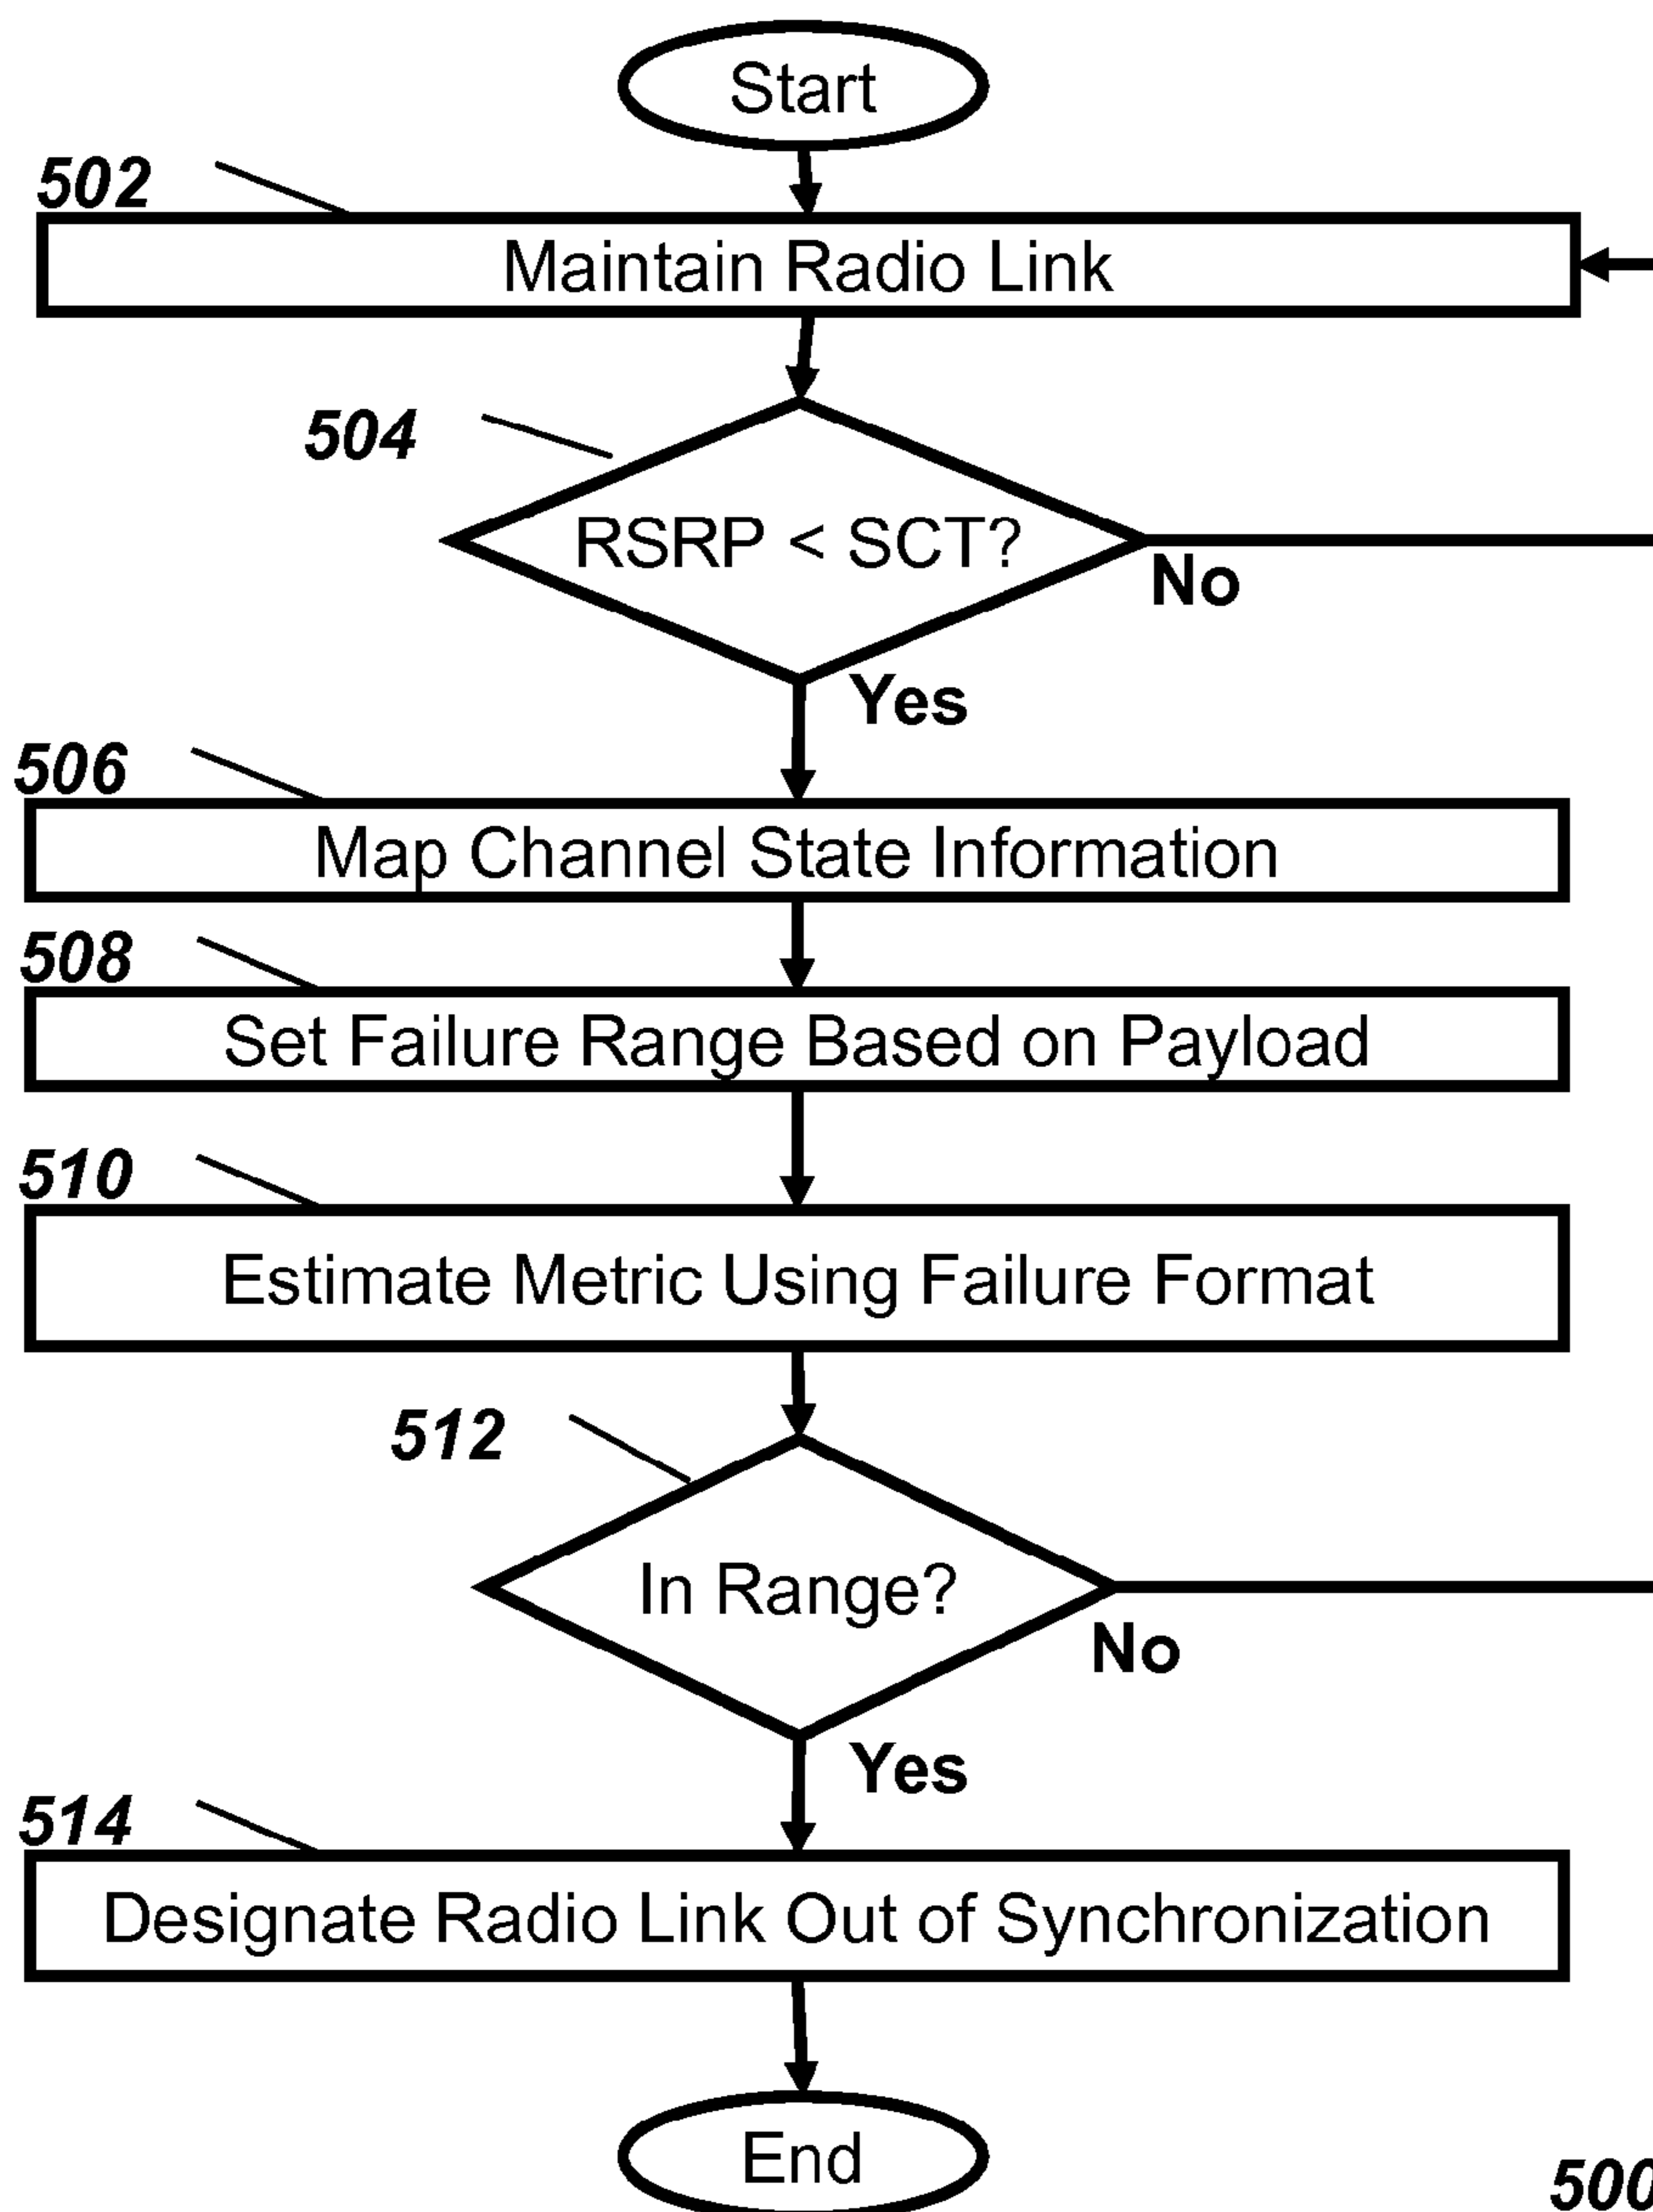 Start
502
Maintain Radio Link
504
RSRP < SCT?
No
Yes
506
Map Channel State Information
508
Set Failure Range Based on Payload
510
Estimate Metric Using Failure Format
512
In Range?
No
Yes
514
Designate Radio Link Out of Synchronization
End
500